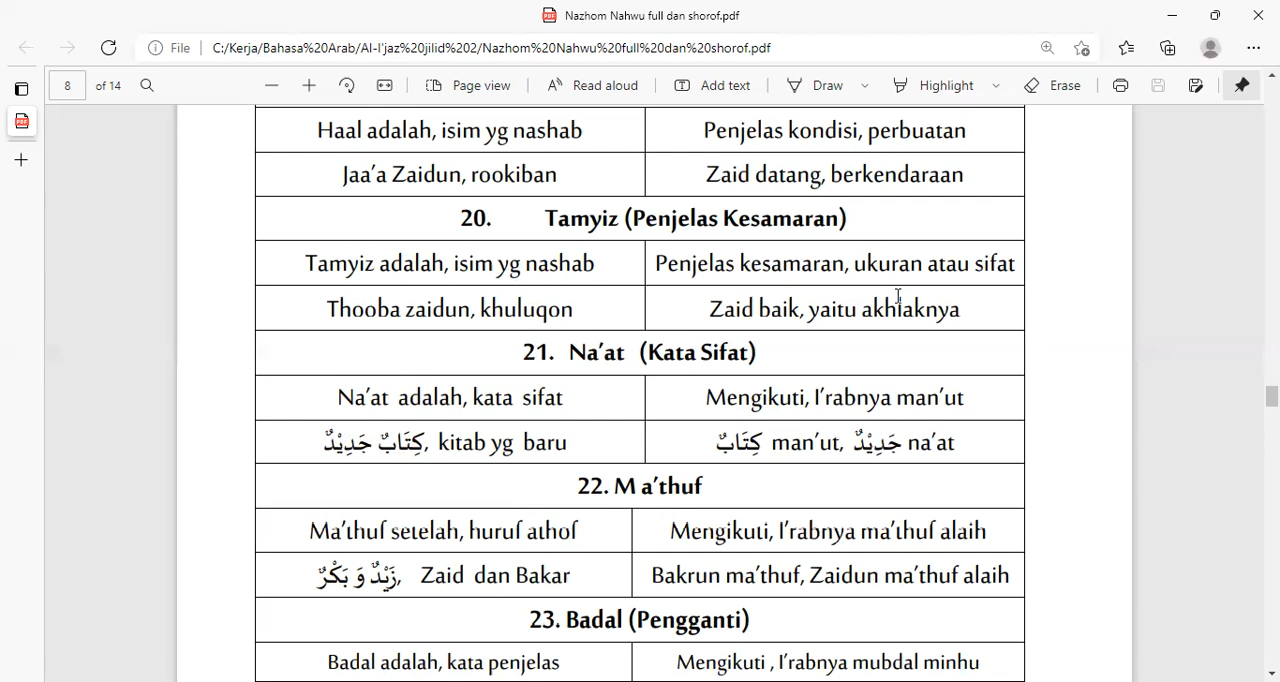 Nazhom Nahwu full dan shorof.pdf
File C:/Kerja/Bahasa%20Arab/Al-I'jaz%20jilid%202/Nazhom%20Nahwu%20full%20dan%20shorof.pdf
8 of 14 Page view Read aloud Add text Draw Highlight Erase
Haal adalah, isim yg nashab Penjelas kondisi, perbuatan
Jaa'a Zaidun, rookiban Zaid datang, berkendaraan
20. Tamyiz (Penjelas Kesamaran)
Tamyiz adalah, isim yg nashab Penjelas kesamaran, ukuran atau sifat
Thooba zaidun, khuluqon Zaid baik, yaitu akhlaknya
21. Na'at (Kata Sifat)
Na'at adalah, kata sifat Mengikuti, I'rabnya man'ut
كِتَابٌ جَدِيْدٌ, kitab yg baru كِتَابٌ man'ut, جَدِيْدٌ na'at
22. M a'thuf
Ma'thuf setelah, huruf athof Mengikuti, I'rabnya ma'thuf alaih
زَيْدٌ وَ بَكْرٌ, Zaid dan Bakar Bakrun ma'thuf, Zaidun ma'thuf alaih
23. Badal (Pengganti)
Badal adalah, kata penjelas Mengikuti , I'rabnya mubdal minhu